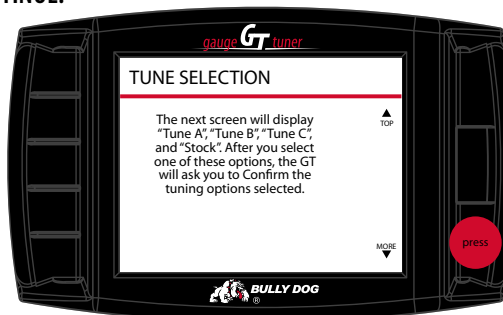 TINUE:
gauge GT tuner
TUNE SELECTION
The next screen will display
“Tune A”, “Tune B”, “Tune C”,
and “Stock”. After you select
one of these options, the GT
will ask you to Confirm the
tuning options selected.
TOP
MORE
press
BULLY DOG
®